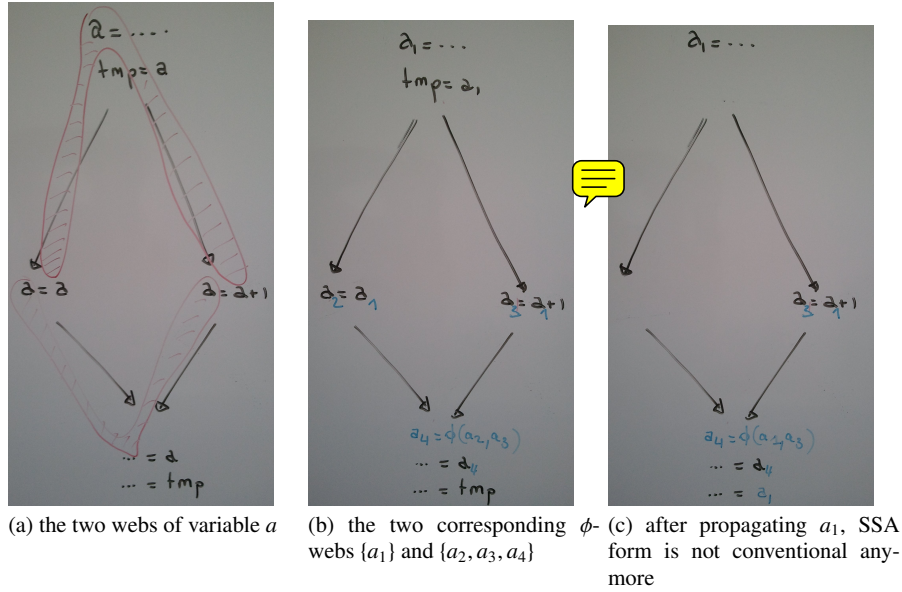 a = ....
tmp = a
a = a
a = a+1
... = a
... = tmp
(a) the two webs of variable a
a₁ = ...
tmp = a₁
a₂ = a₁
a₃ = a₁+1
a₄ = ϕ(a₂,a₃)
... = a₄
... = tmp
(b) the two corresponding ϕ-
webs {a₁} and {a₂, a₃, a₄}
a₁ = ...
a₃ = a₁+1
a₄ = ϕ(a₁,a₃)
... = a₄
... = a₁
(c) after propagating a₁, SSA
form is not conventional any-
more